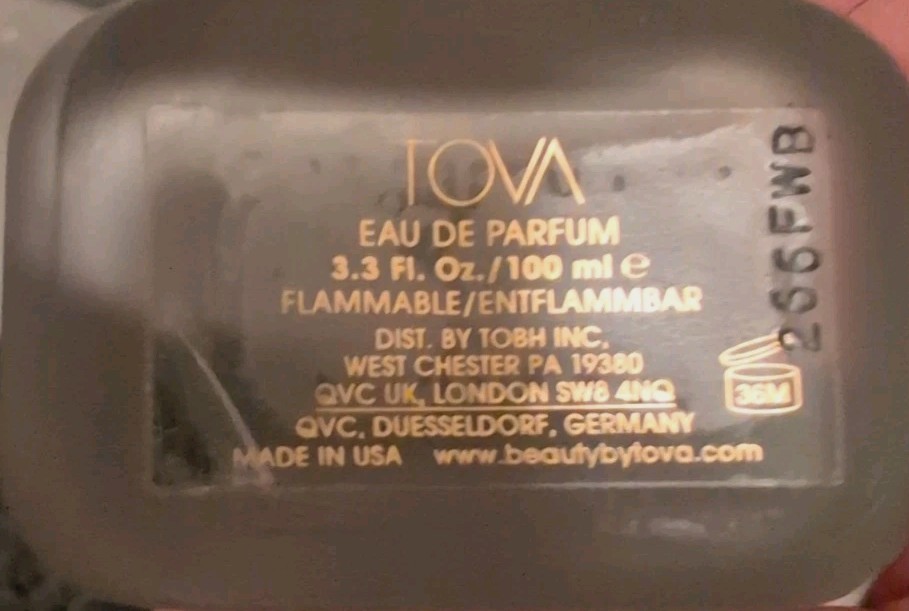 TOVA
EAU DE PARFUM
3.3 Fl. Oz./100 ml e
FLAMMABLE/ENTFLAMMBAR
DIST. BY TOBH INC.
WEST CHESTER PA 19380
QVC UK, LONDON SW8 4NQ
QVC, DUESSELDORF, GERMANY
MADE IN USA www.beautybytova.com
36M
266FWB